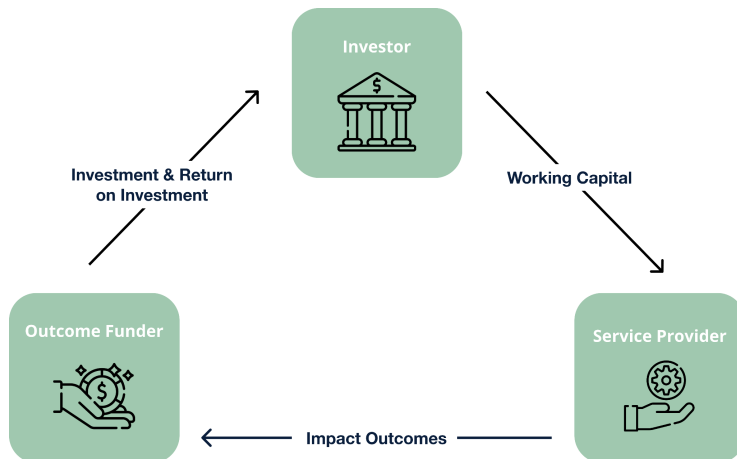 Investor
$
Investment & Return
on Investment
Working Capital
Outcome Funder
$
Service Provider
Impact Outcomes